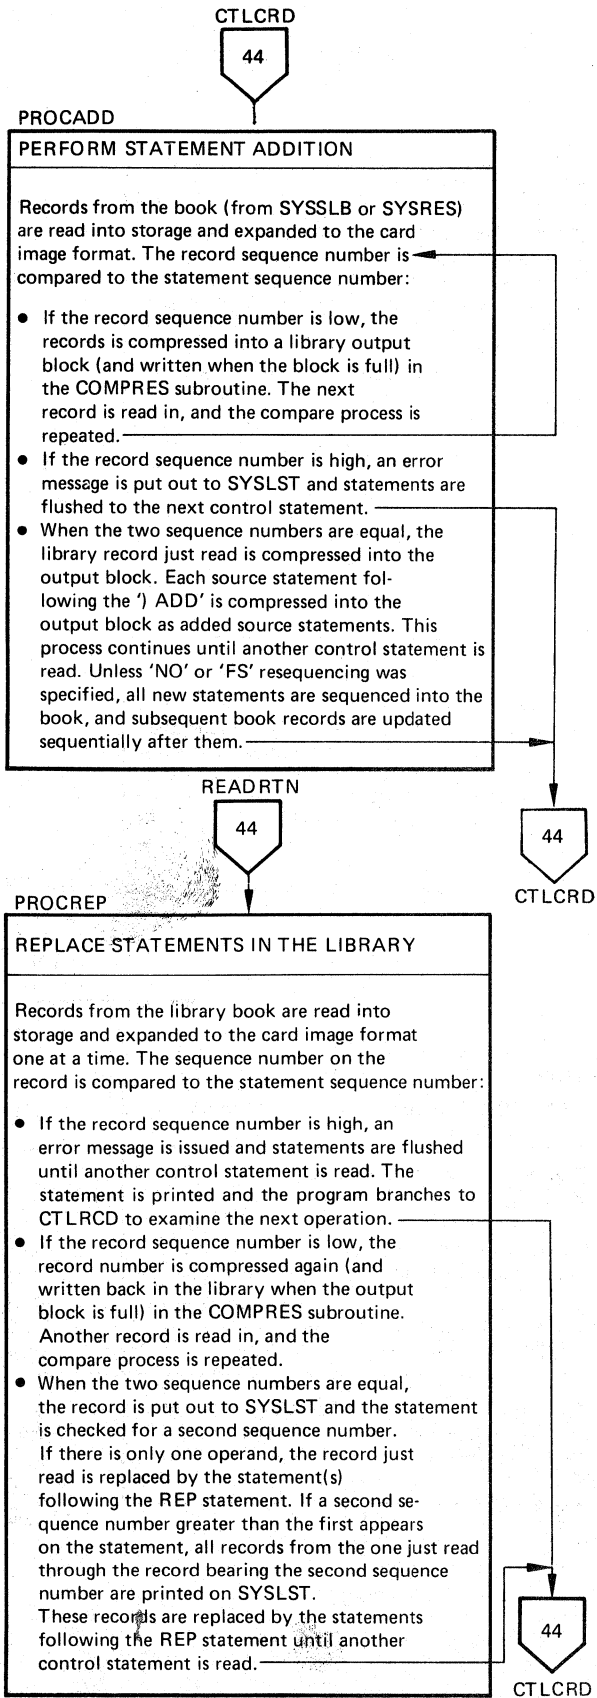 CTLCRD
44
PROCADD
PERFORM STATEMENT ADDITION
Records from the book (from SYSSLB or SYSRES)
are read into storage and expanded to the card
image format. The record sequence number is
compared to the statement sequence number:
● If the record sequence number is low, the
records is compressed into a library output
block (and written when the block is full) in
the COMPRES subroutine. The next
record is read in, and the compare process is
repeated.
● If the record sequence number is high, an error
message is put out to SYSLST and statements are
flushed to the next control statement.
● When the two sequence numbers are equal, the
library record just read is compressed into the
output block. Each source statement fol-
lowing the ') ADD' is compressed into the
output block as added source statements. This
process continues until another control statement is
read. Unless 'NO' or 'FS' resequencing was
specified, all new statements are sequenced into the
book, and subsequent book records are updated
sequentially after them.
44
CTLCRD
READRTN
44
PROCREP
REPLACE STATEMENTS IN THE LIBRARY
Records from the library book are read into
storage and expanded to the card image format
one at a time. The sequence number on the
record is compared to the statement sequence number:
● If the record sequence number is high, an
error message is issued and statements are flushed
until another control statement is read. The
statement is printed and the program branches to
CTLRCD to examine the next operation.
● If the record sequence number is low, the
record number is compressed again (and
written back in the library when the output
block is full) in the COMPRES subroutine.
Another record is read in, and the
compare process is repeated.
● When the two sequence numbers are equal,
the record is put out to SYSLST and the statement
is checked for a second sequence number.
If there is only one operand, the record just
read is replaced by the statement(s)
following the REP statement. If a second se-
quence number greater than the first appears
on the statement, all records from the one just read
through the record bearing the second sequence
number are printed on SYSLST.
These records are replaced by the statements
following the REP statement until another
control statement is read.
44
CTLCRD